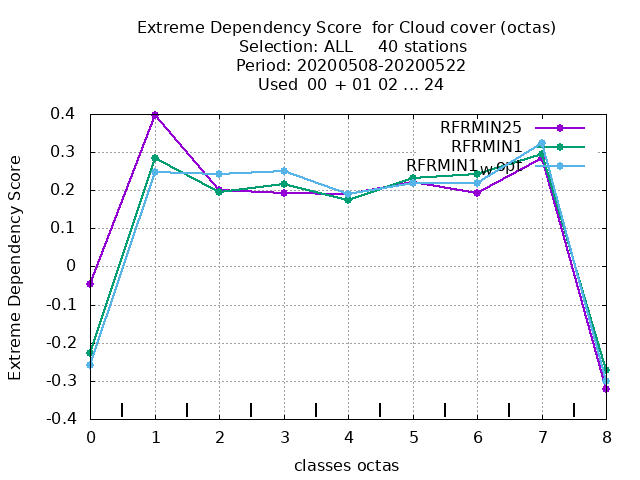 Extreme Dependency Score  for Cloud cover (octas)
Selection: ALL     40 stations
Period: 20200508-20200522
Used  00  + 01 02 ... 24
RFRMIN25
RFRMIN1
RFRMIN1wopt
Extreme Dependency Score
0.4
0.3
0.2
0.1
0
-0.1
-0.2
-0.3
-0.4
0 1 2 3 4 5 6 7 8
classes octas